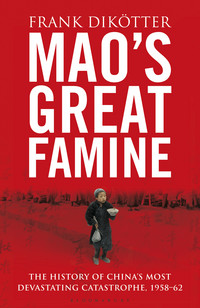 FRANK DIKÖTTER
MAO'S
GREAT
FAMINE
THE HISTORY OF CHINA'S MOST
DEVASTATING CATASTROPHE, 1958–62